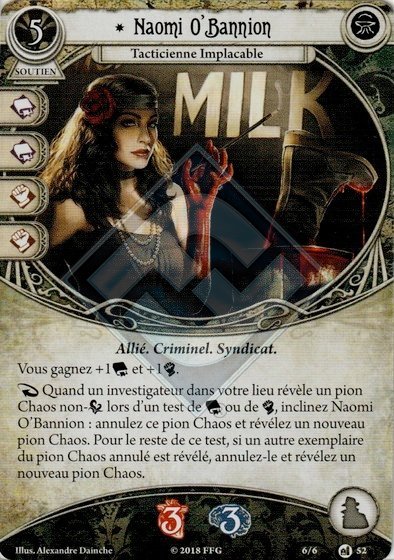 5
Naomi O'Bannion
SOUTIEN
Tacticienne Implacable
MILK
Allié. Criminel. Syndicat.
Vous gagnez +1 et +1.
Quand un investigateur dans votre lieu révèle un pion
Chaos non- lors d'un test de ou de , inclinez Naomi
O'Bannion : annulez ce pion Chaos et révélez un nouveau
pion Chaos. Pour le reste de ce test, si un autre exemplaire
du pion Chaos annulé est révélé, annulez-le et révélez un
nouveau pion Chaos.
3 3
Illus. Alexandre Dainche © 2018 FFG 6/6 52